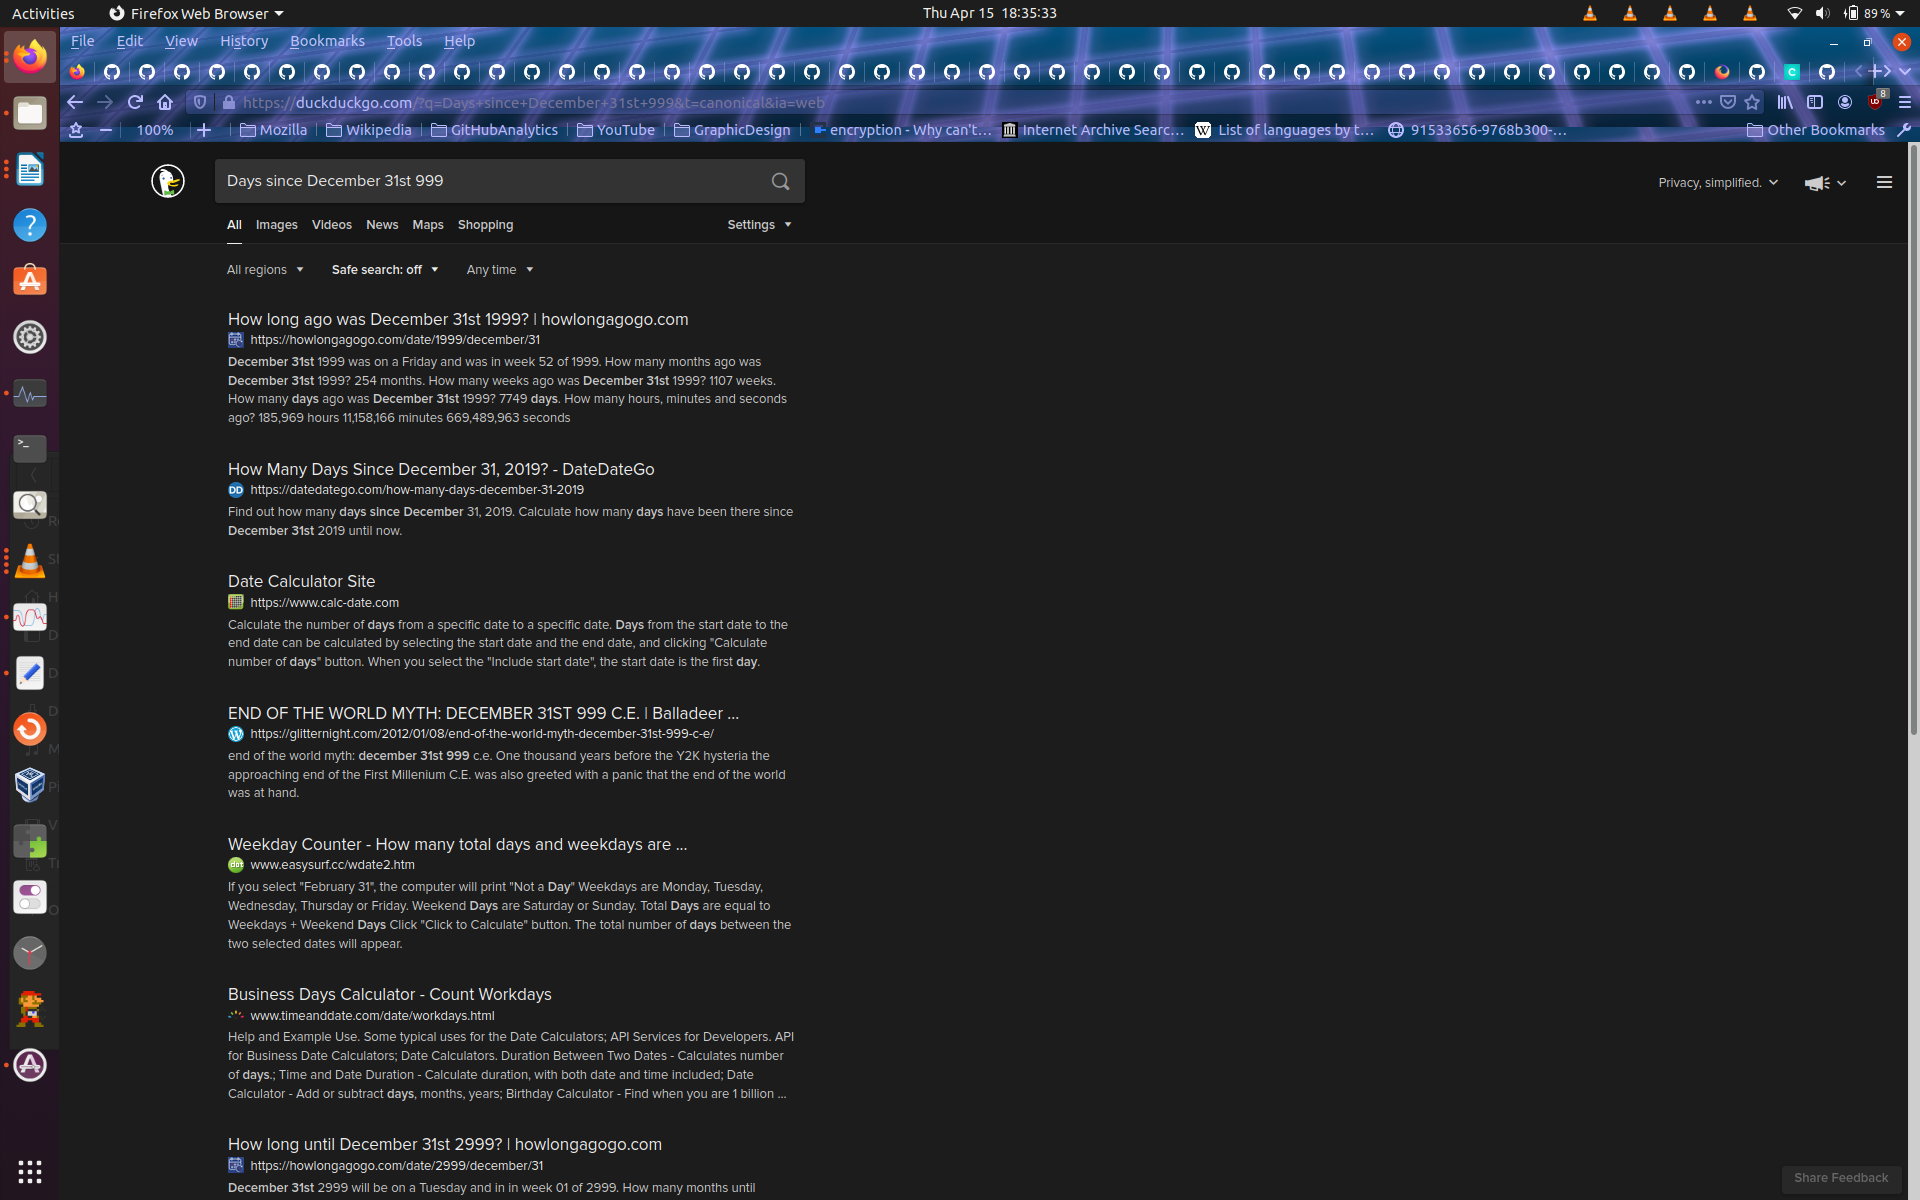 Activities
Firefox Web Browser
Thu Apr 15 18:35:33
89 %
File Edit View History Bookmarks Tools Help
https://duckduckgo.com/?q=Days+since+December+31st+999&t=canonical&ia=web
8
100%
Mozilla
Wikipedia
GitHubAnalytics
YouTube
GraphicDesign
encryption - Why can't…
Internet Archive Searc…
List of languages by t…
91533656-9768b300-…
Other Bookmarks
Days since December 31st 999
Privacy, simplified.
All Images Videos News Maps Shopping
Settings
All regions
Safe search: off
Any time
How long ago was December 31st 1999? | howlongagogo.com
https://howlongagogo.com/date/1999/december/31
December 31st 1999 was on a Friday and was in week 52 of 1999. How many months ago was
December 31st 1999? 254 months. How many weeks ago was December 31st 1999? 1107 weeks.
How many days ago was December 31st 1999? 7749 days. How many hours, minutes and seconds
ago? 185,969 hours 11,158,166 minutes 669,489,963 seconds
How Many Days Since December 31, 2019? - DateDateGo
DD
https://datedatego.com/how-many-days-december-31-2019
Find out how many days since December 31, 2019. Calculate how many days have been there since
December 31st 2019 until now.
Date Calculator Site
https://www.calc-date.com
Calculate the number of days from a specific date to a specific date. Days from the start date to the
end date can be calculated by selecting the start date and the end date, and clicking "Calculate
number of days" button. When you select the "Include start date", the start date is the first day.
END OF THE WORLD MYTH: DECEMBER 31ST 999 C.E. | Balladeer ...
https://glitternight.com/2012/01/08/end-of-the-world-myth-december-31st-999-c-e/
end of the world myth: december 31st 999 c.e. One thousand years before the Y2K hysteria the
approaching end of the First Millenium C.E. was also greeted with a panic that the end of the world
was at hand.
Weekday Counter - How many total days and weekdays are ...
www.easysurf.cc/wdate2.htm
If you select "February 31", the computer will print "Not a Day" Weekdays are Monday, Tuesday,
Wednesday, Thursday or Friday. Weekend Days are Saturday or Sunday. Total Days are equal to
Weekdays + Weekend Days Click "Click to Calculate" button. The total number of days between the
two selected dates will appear.
Business Days Calculator - Count Workdays
www.timeanddate.com/date/workdays.html
Help and Example Use. Some typical uses for the Date Calculators; API Services for Developers. API
for Business Date Calculators; Date Calculators. Duration Between Two Dates - Calculates number
of days.; Time and Date Duration - Calculate duration, with both date and time included; Date
Calculator - Add or subtract days, months, years; Birthday Calculator - Find when you are 1 billion ...
How long until December 31st 2999? | howlongagogo.com
https://howlongagogo.com/date/2999/december/31
December 31st 2999 will be on a Tuesday and in in week 01 of 2999. How many months until
Share Feedback